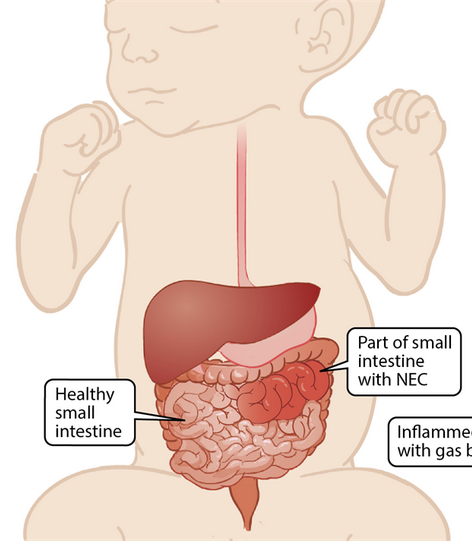 Part of small
intestine
with NEC
Healthy
small
intestine
Inflamme
with gas b